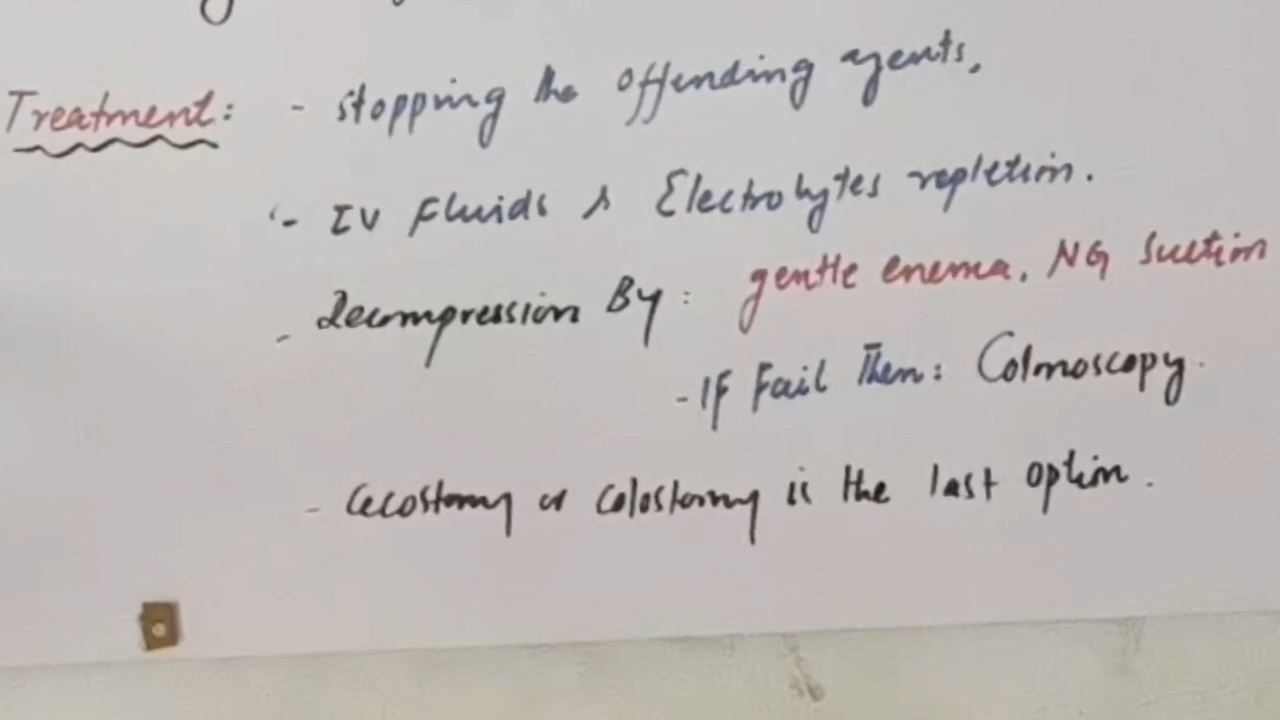 Treatment: - stopping the offending agents.
- IV Fluids & Electrolytes repletion.
- Decompression By: gentle enema, NG Suction
- IF Fail Then: Colonoscopy.
- Cecostomy or Colostomy is the last option.